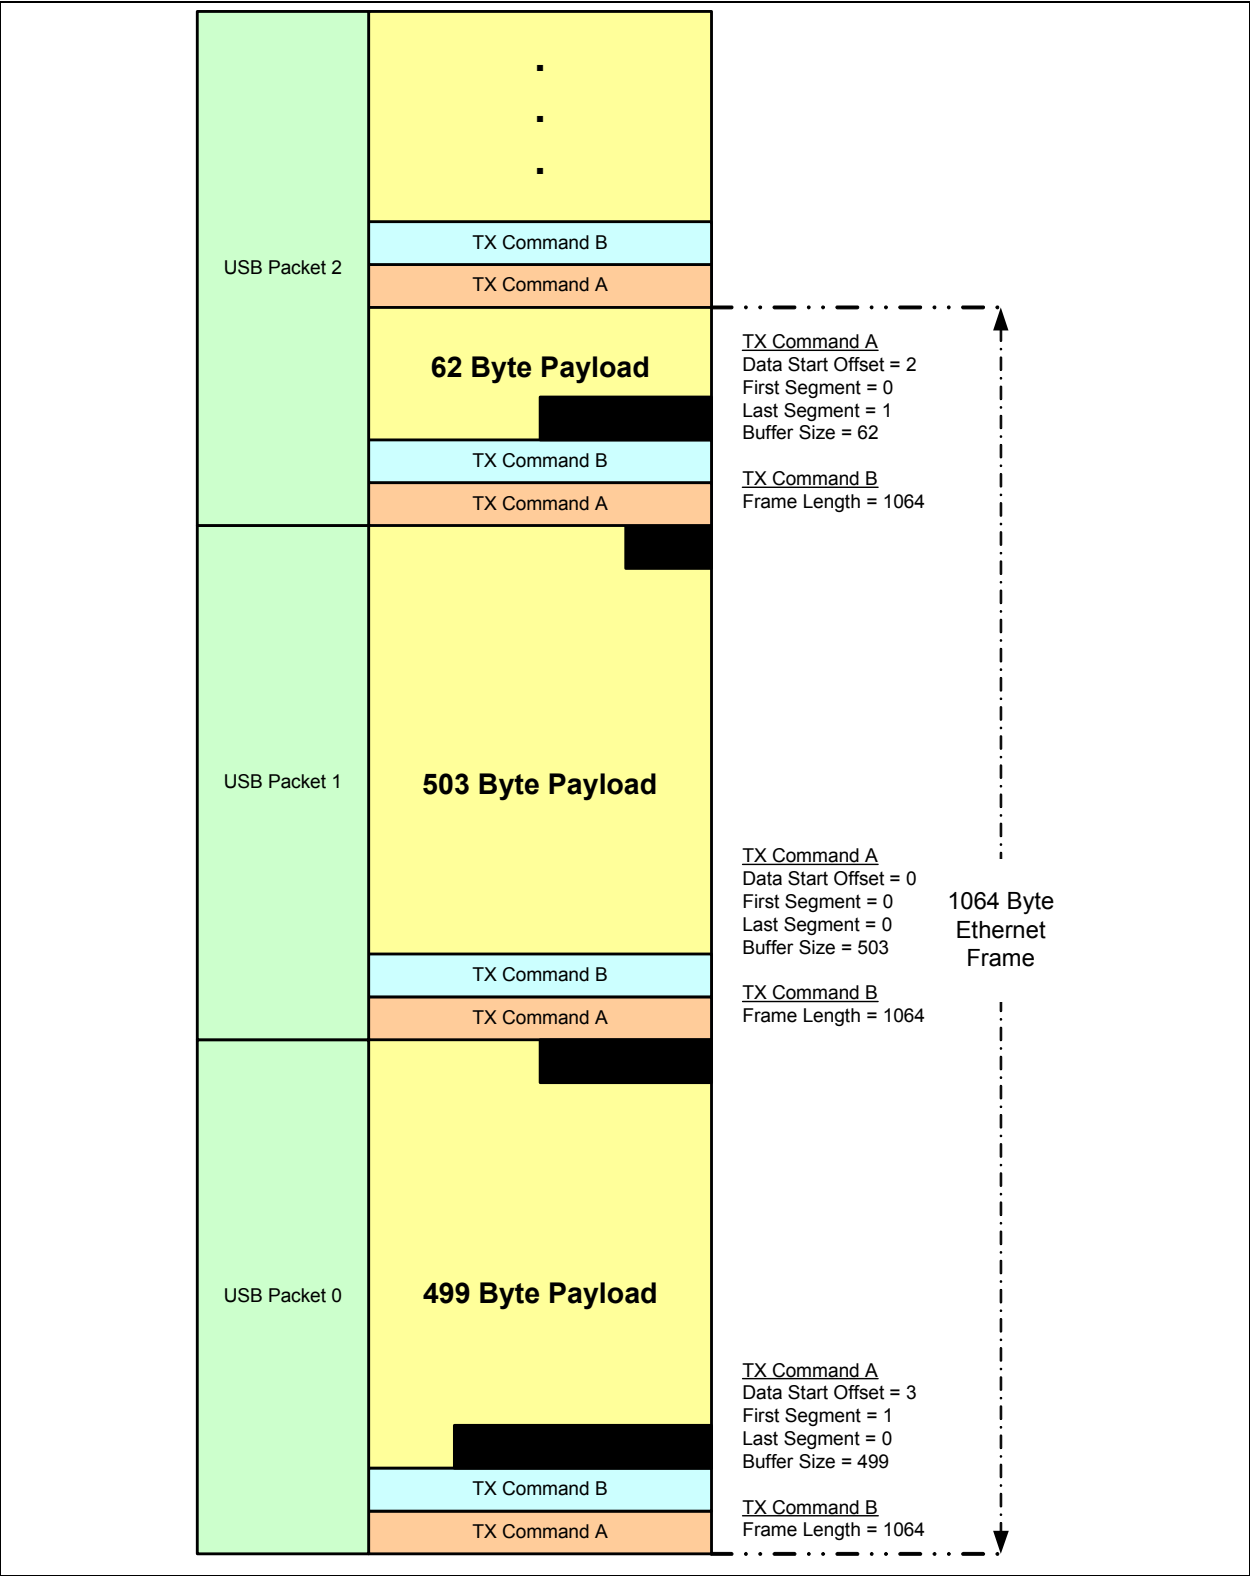 USB Packet 2
TX Command B
TX Command A
62 Byte Payload
TX Command B
TX Command A
TX Command A
Data Start Offset = 2
First Segment = 0
Last Segment = 1
Buffer Size = 62
TX Command B
Frame Length = 1064
USB Packet 1
503 Byte Payload
TX Command B
TX Command A
TX Command A
Data Start Offset = 0
First Segment = 0
Last Segment = 0
Buffer Size = 503
TX Command B
Frame Length = 1064
1064 Byte
Ethernet
Frame
USB Packet 0
499 Byte Payload
TX Command B
TX Command A
TX Command A
Data Start Offset = 3
First Segment = 1
Last Segment = 0
Buffer Size = 499
TX Command B
Frame Length = 1064